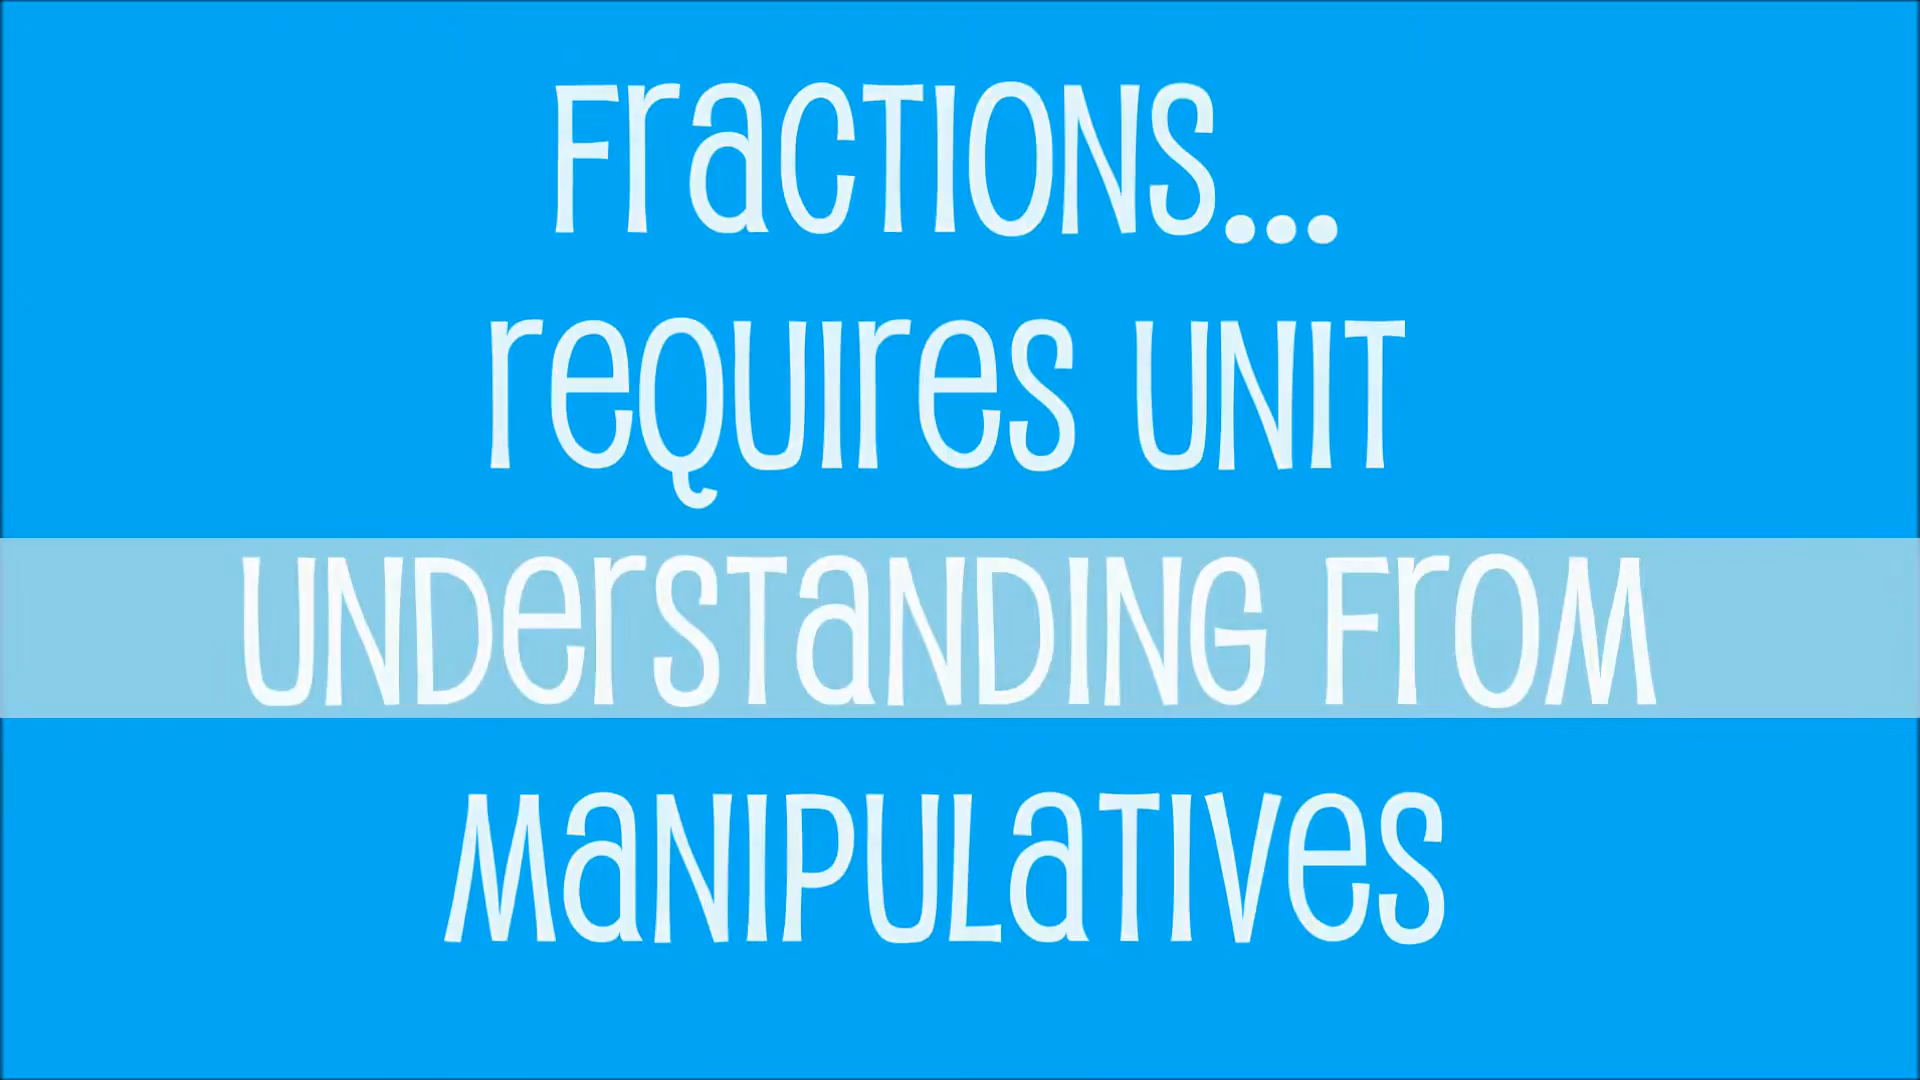 Fractions...
requires unit
understanding from
manipulatives